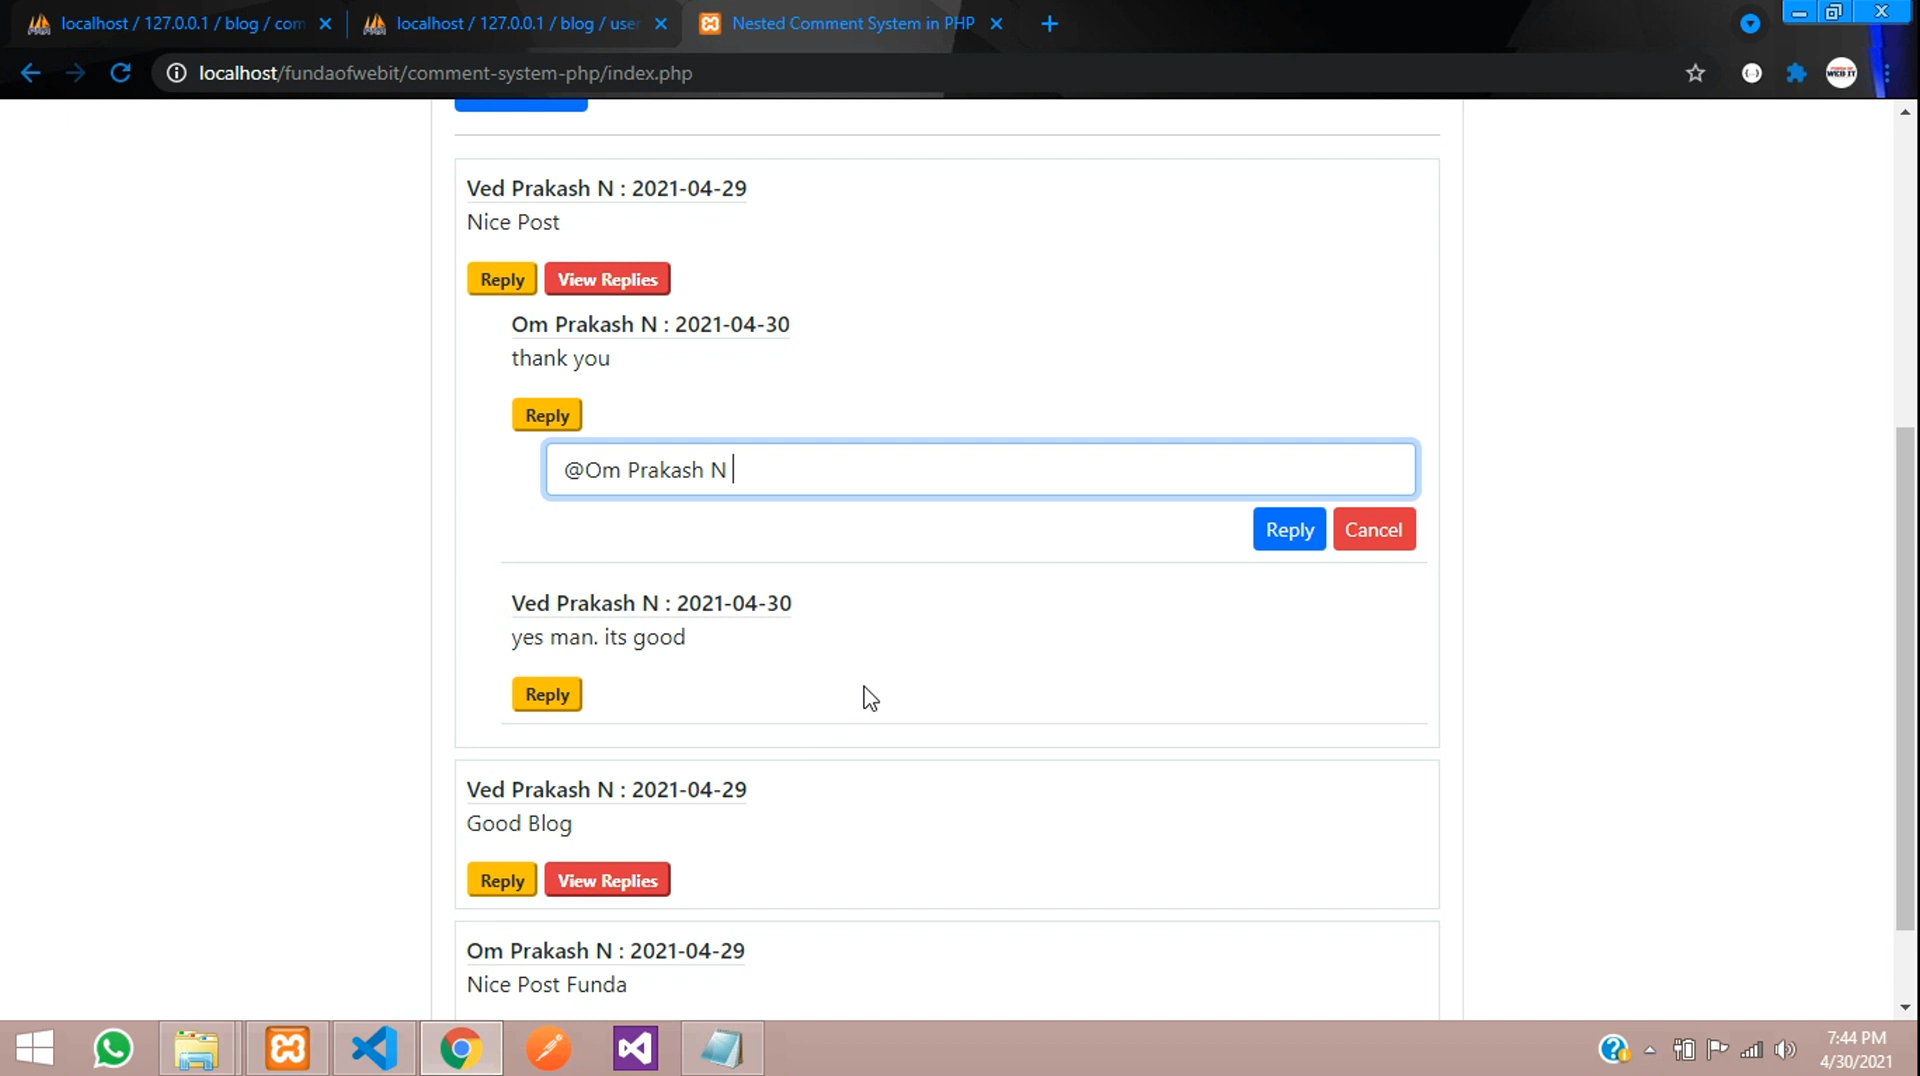 localhost / 127.0.0.1 / blog / com
localhost / 127.0.0.1 / blog / user
Nested Comment System in PHP
localhost/fundaofwebit/comment-system-php/index.php
WEB IT
Ved Prakash N : 2021-04-29
Nice Post
Reply
View Replies
Om Prakash N : 2021-04-30
thank you
Reply
@Om Prakash N
Reply
Cancel
Ved Prakash N : 2021-04-30
yes man. its good
Reply
Ved Prakash N : 2021-04-29
Good Blog
Reply
View Replies
Om Prakash N : 2021-04-29
Nice Post Funda
7:44 PM
4/30/2021